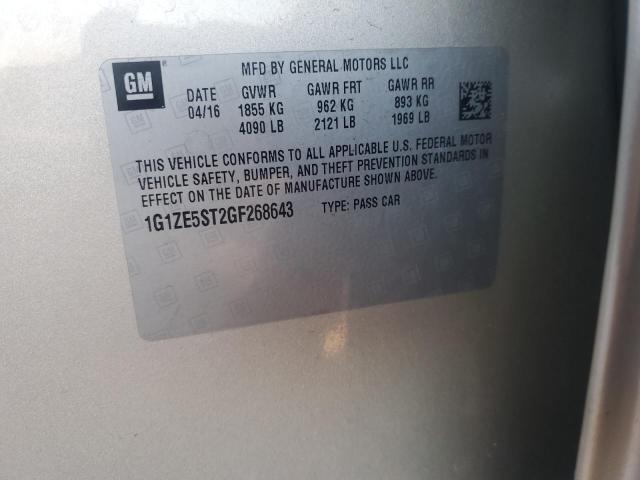 GM
MFD BY GENERAL MOTORS LLC
DATE GVWR GAWR FRT GAWR RR
04/16 1855 KG 962 KG 893 KG
4090 LB 2121 LB 1969 LB
THIS VEHICLE CONFORMS TO ALL APPLICABLE U.S. FEDERAL MOTOR
VEHICLE SAFETY, BUMPER, AND THEFT PREVENTION STANDARDS IN
EFFECT ON THE DATE OF MANUFACTURE SHOWN ABOVE.
1G1ZE5ST2GF268643 TYPE: PASS CAR